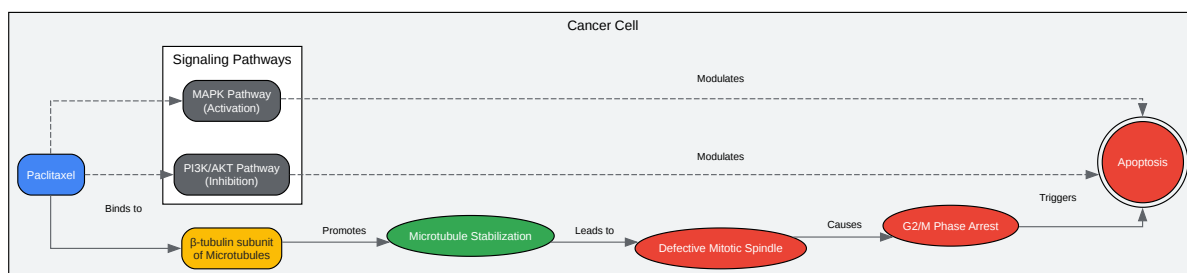 Cancer Cell
Signaling Pathways
MAPK Pathway
(Activation)
Modulates
PI3K/AKT Pathway
(Inhibition)
Modulates
Paclitaxel
Apoptosis
Binds to
β-tubulin subunit
of Microtubules
Promotes
Microtubule Stabilization
Leads to
Defective Mitotic Spindle
Causes
G2/M Phase Arrest
Triggers